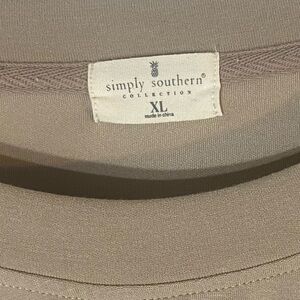 simply southern®
COLLECTION
XL
made in china